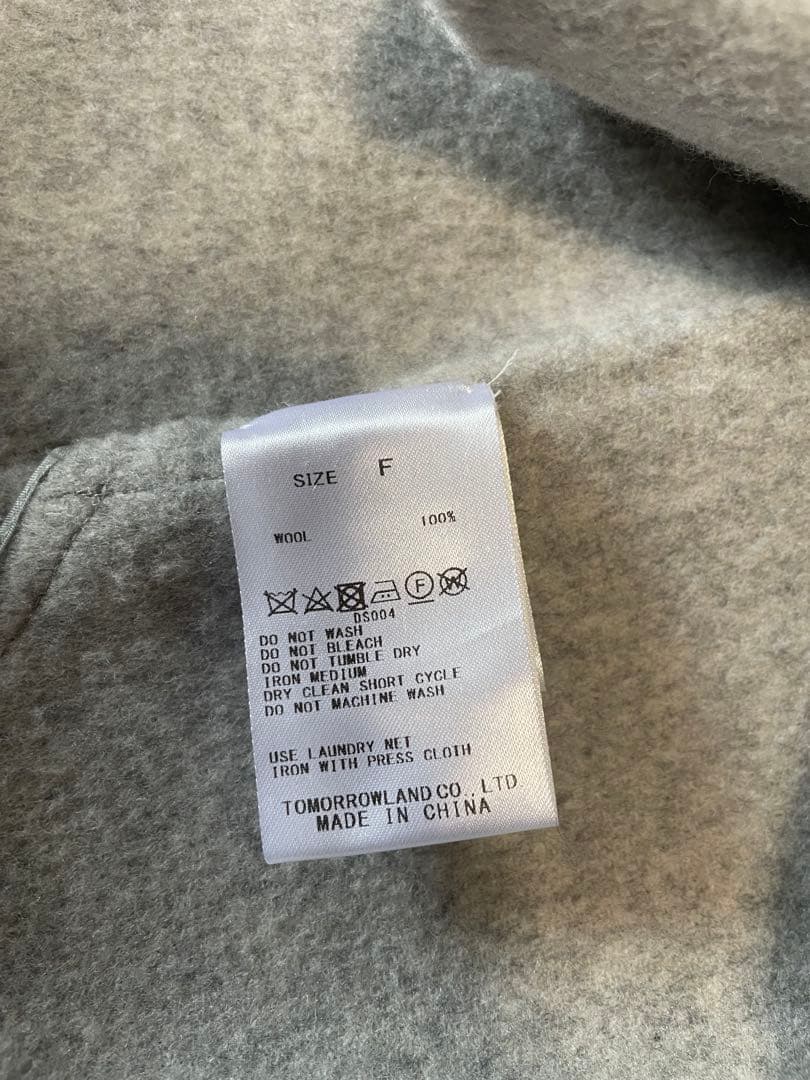 SIZE F
WOOL 100%
F W
DS004
DO NOT WASH
DO NOT BLEACH
DO NOT TUMBLE DRY
IRON MEDIUM
DRY CLEAN SHORT CYCLE
DO NOT MACHINE WASH
USE LAUNDRY NET
IRON WITH PRESS CLOTH
TOMORROWLAND CO., LTD.
MADE IN CHINA